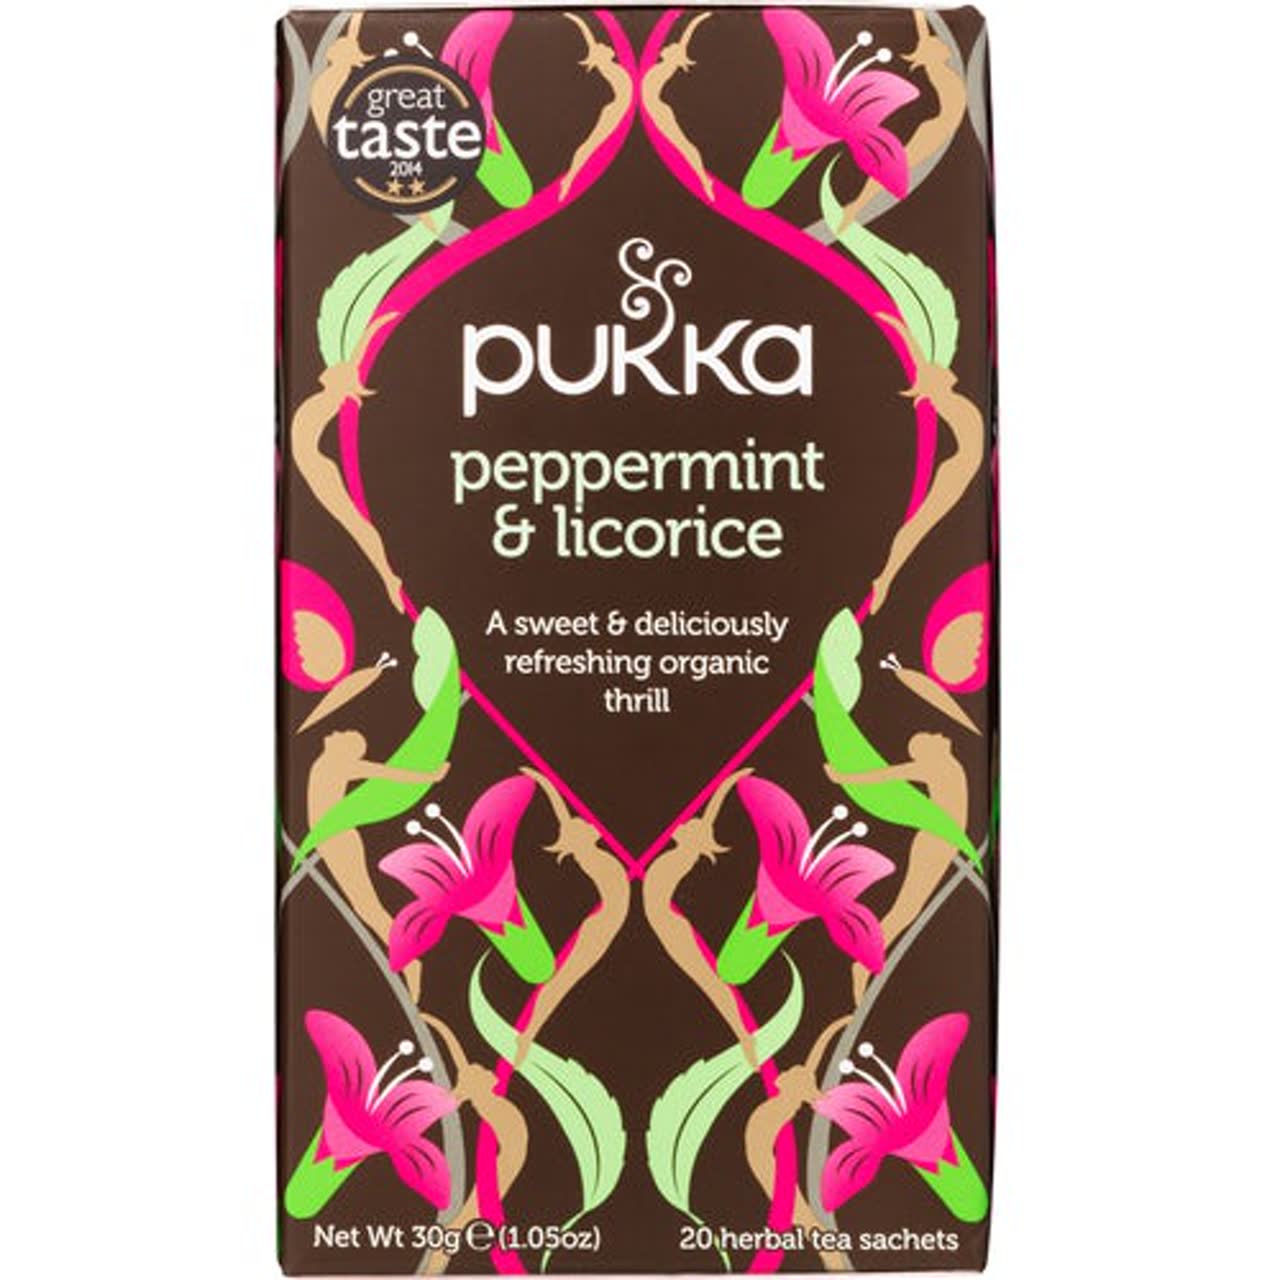 great
taste
2014
pukka
peppermint
& licorice
A sweet & deliciously
refreshing organic
thrill
Net Wt 30g ℮ (1.05oz)
20 herbal tea sachets